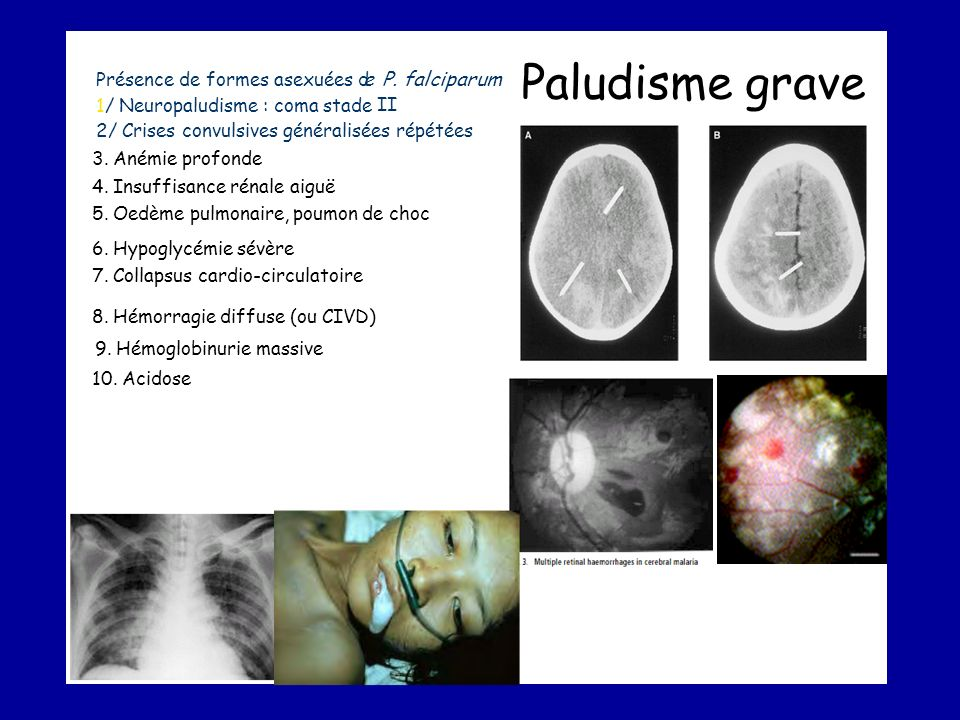 Paludisme grave
Présence de formes asexuées de P. falciparum
1/ Neuropaludisme : coma stade II
2/ Crises convulsives généralisées répétées
3. Anémie profonde
4. Insuffisance rénale aiguë
5. Oedème pulmonaire, poumon de choc
6. Hypoglycémie sévère
7. Collapsus cardio-circulatoire
8. Hémorragie diffuse (ou CIVD)
9. Hémoglobinurie massive
10. Acidose
A
B
3. Multiple retinal haemorrhages in cerebral malaria